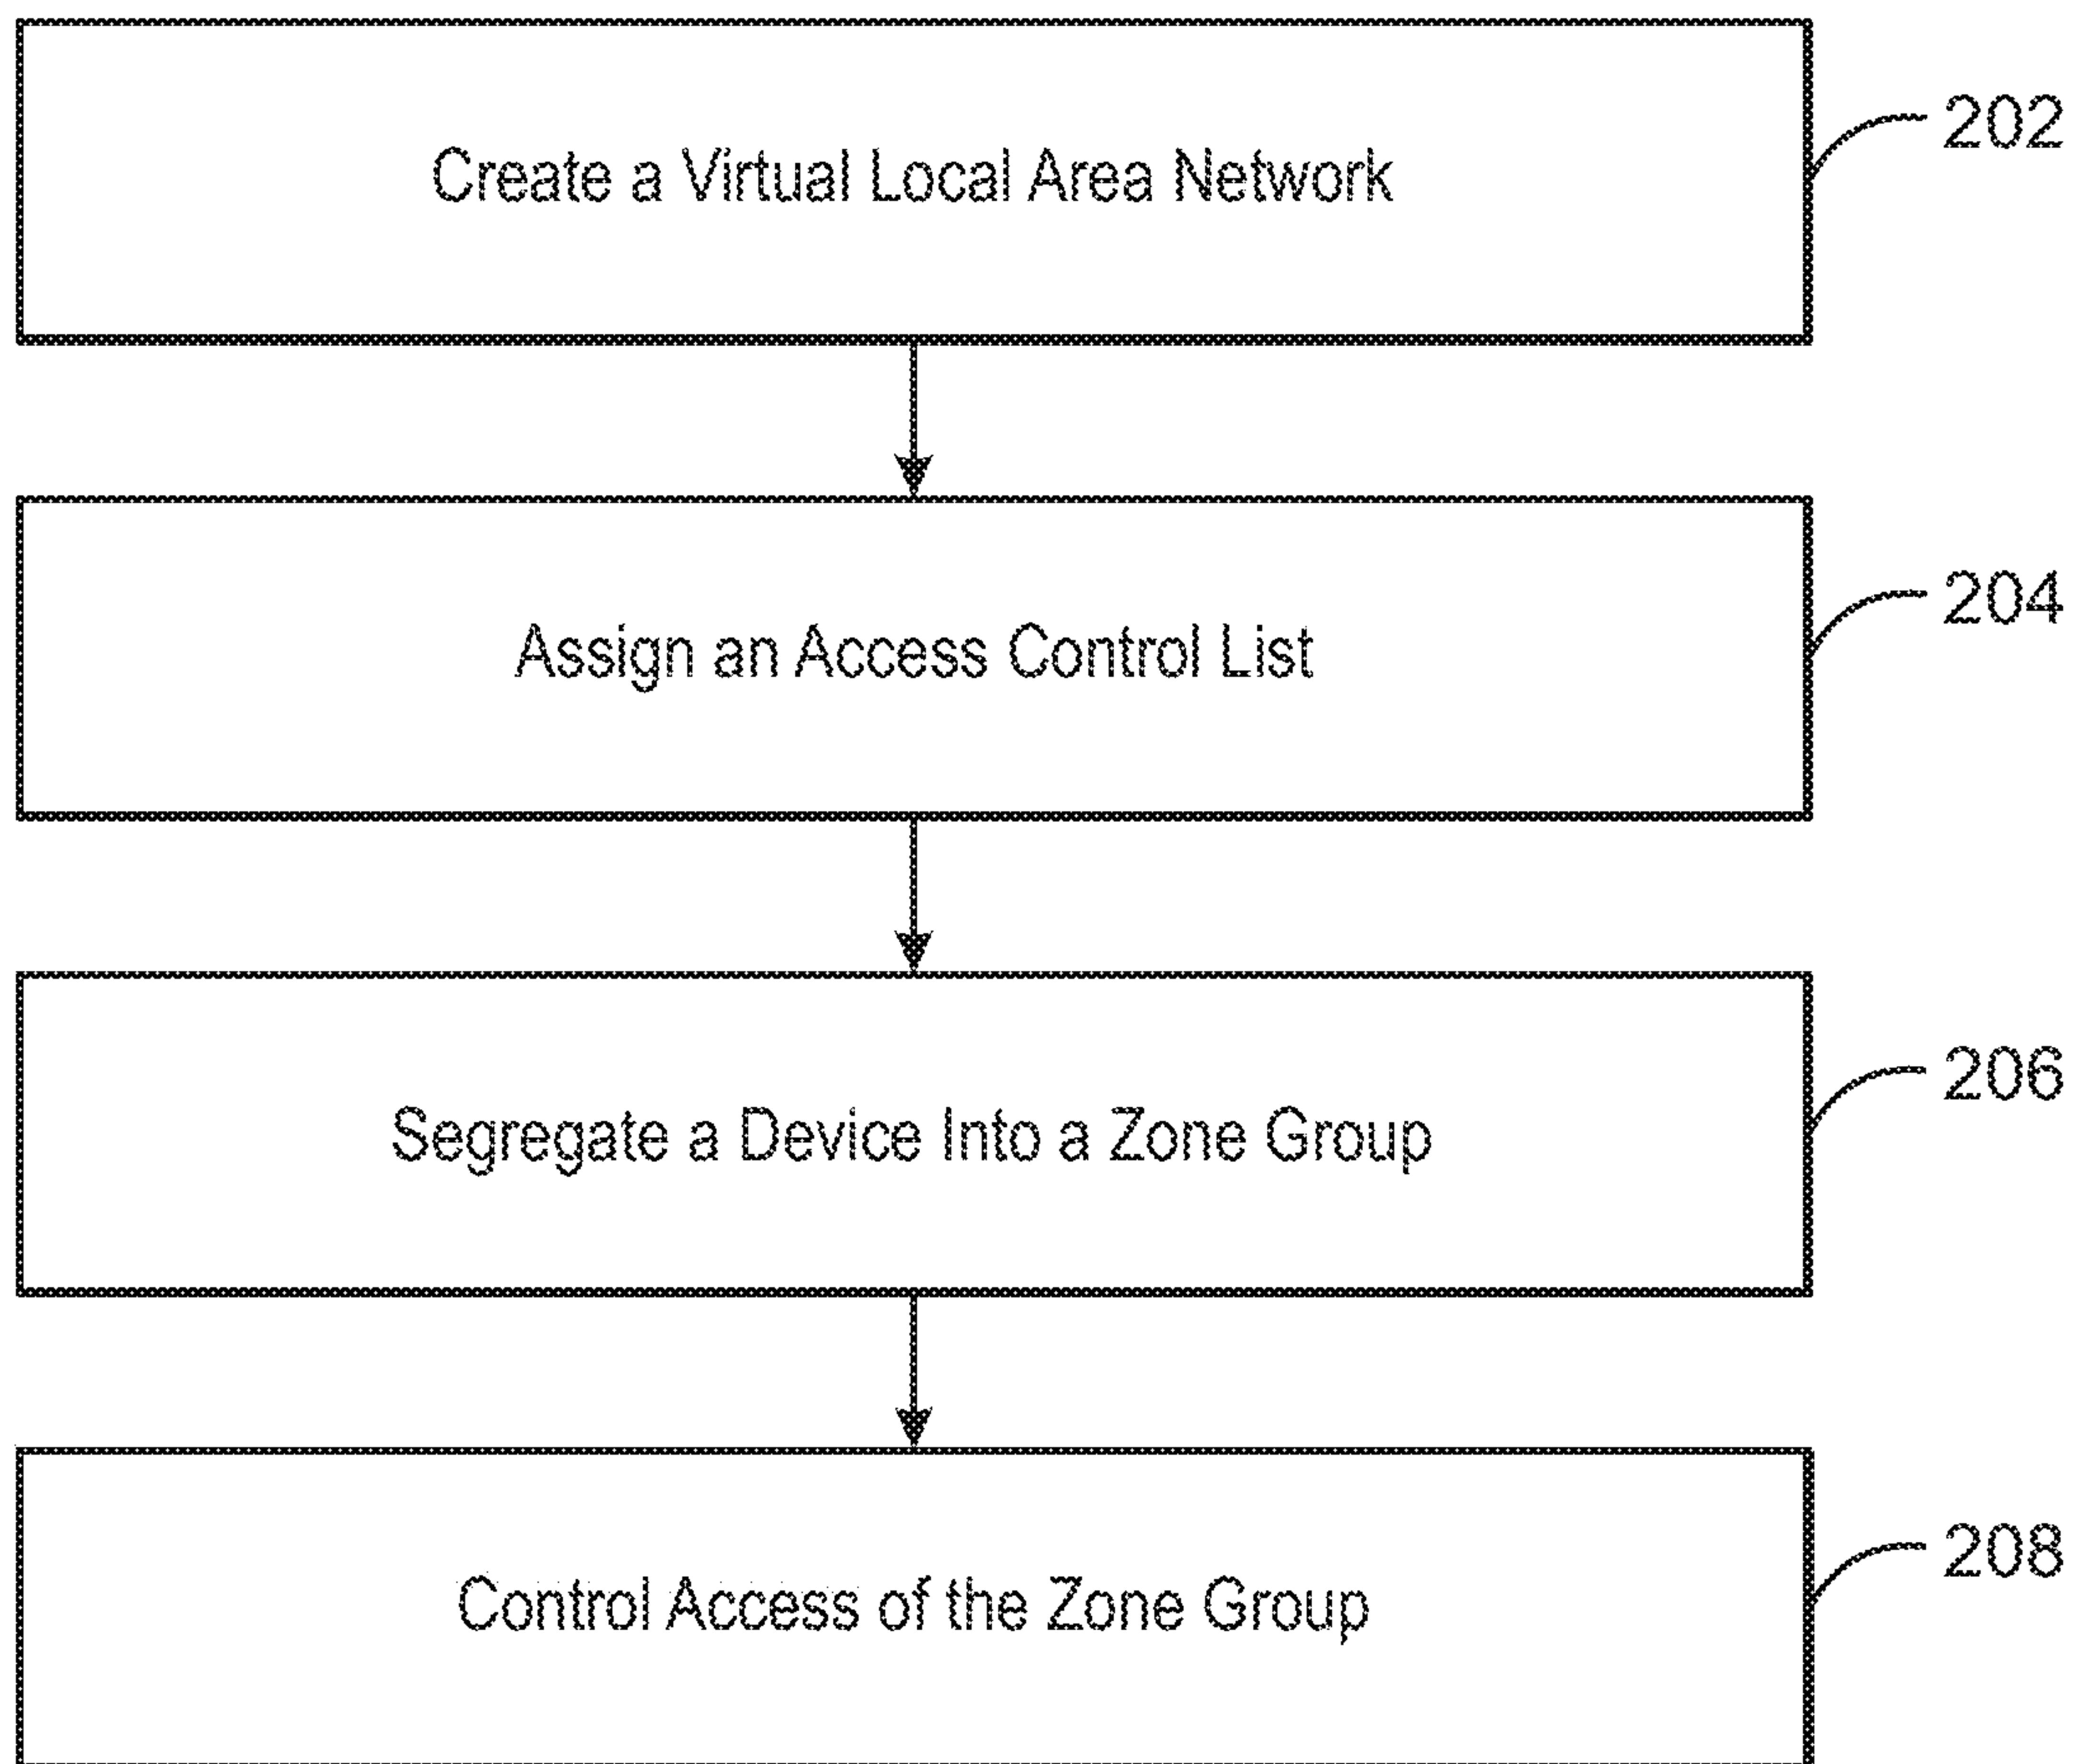 Create a Virtual Local Area Network
202
Assign an Access Control List
204
Segregate a Device Into a Zone Group
206
Control Access of the Zone Group
208